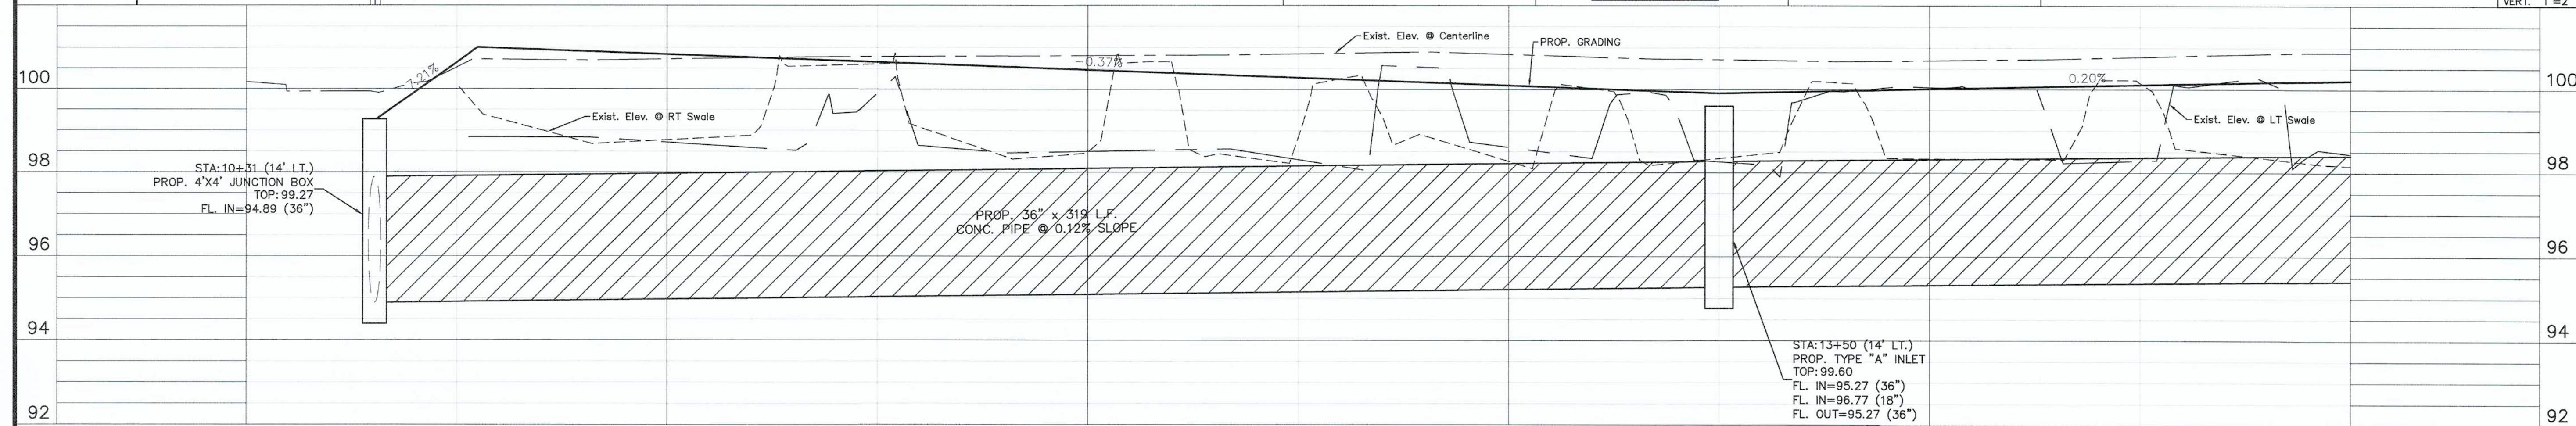 VERT. 1"=2'
Exist. Elev. @ Centerline
PROP. GRADING
100
7.21%
-0.37%
0.20%
100
Exist. Elev. @ RT Swale
Exist. Elev. @ LT Swale
98
98
STA:10+31 (14' LT.)
PROP. 4'X4' JUNCTION BOX
TOP:99.27
FL. IN=94.89 (36")
PROP. 36" x 319 L.F.
CONC. PIPE @ 0.12% SLOPE
96
96
94
94
STA:13+50 (14' LT.)
PROP. TYPE "A" INLET
TOP:99.60
FL. IN=95.27 (36")
FL. IN=96.77 (18")
FL. OUT=95.27 (36")
92
92